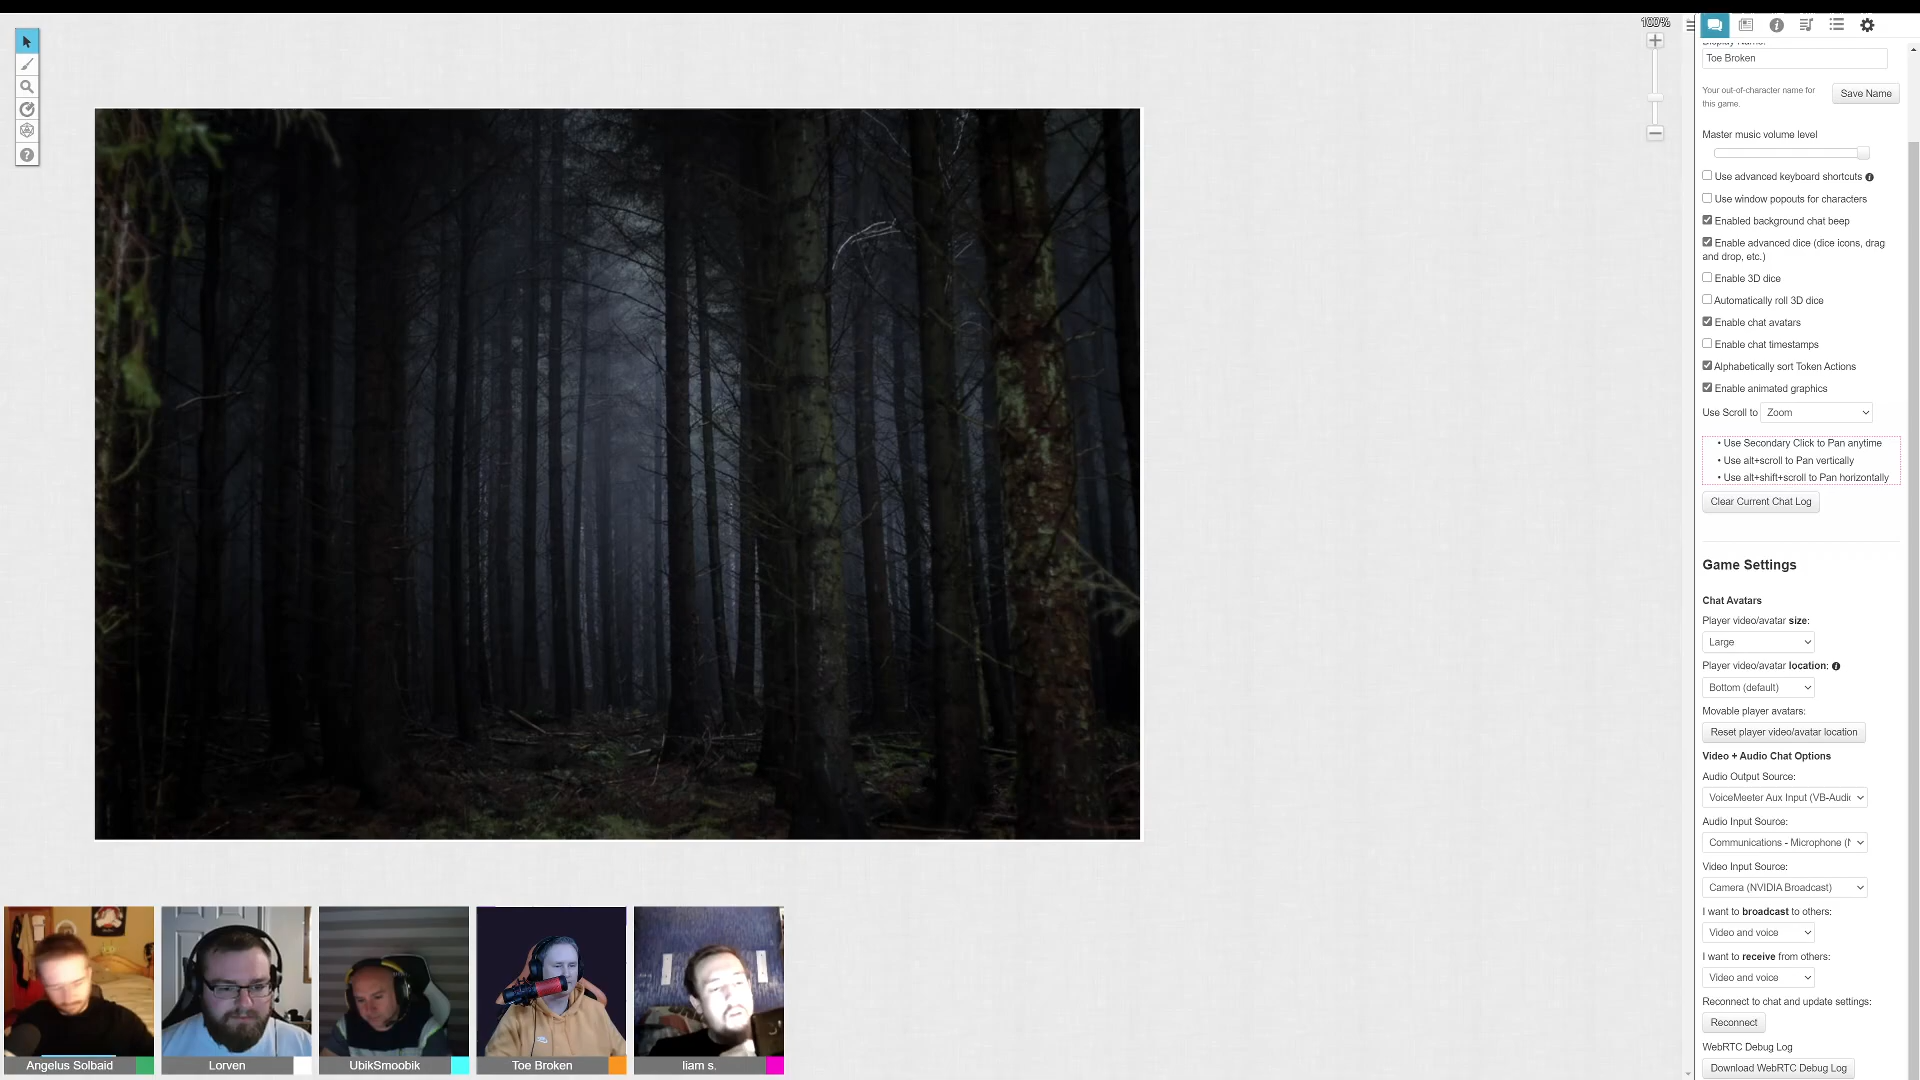 100%
Display Name:
Toe Broken
Your out-of-character name for
this game.
Save Name
Master music volume level
Use advanced keyboard shortcuts
Use window popouts for characters
Enabled background chat beep
Enable advanced dice (dice icons, drag
and drop, etc.)
Enable 3D dice
Automatically roll 3D dice
Enable chat avatars
Enable chat timestamps
Alphabetically sort Token Actions
Enable animated graphics
Use Scroll to Zoom
• Use Secondary Click to Pan anytime
• Use alt+scroll to Pan vertically
• Use alt+shift+scroll to Pan horizontally
Clear Current Chat Log
Game Settings
Chat Avatars
Player video/avatar size:
Large
Player video/avatar location:
Bottom (default)
Movable player avatars:
Reset player video/avatar location
Video + Audio Chat Options
Audio Output Source:
VoiceMeeter Aux Input (VB-Audi
Audio Input Source:
Communications - Microphone (
Video Input Source:
Camera (NVIDIA Broadcast)
I want to broadcast to others:
Video and voice
I want to receive from others:
Video and voice
Reconnect to chat and update settings:
Reconnect
WebRTC Debug Log
Download WebRTC Debug Log
Angelus Solbaid
Lorven
UbikSmoobik
Toe Broken
liam s.